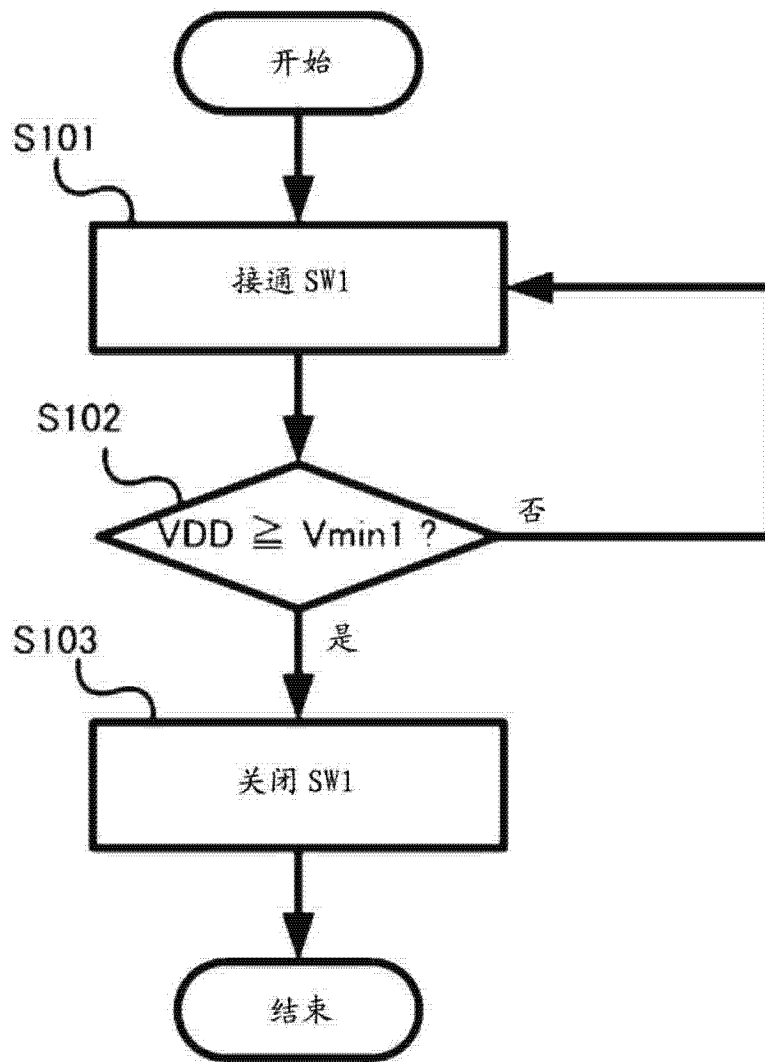 开始
S101
接通 SW1
S102
VDD ≧ Vmin1 ?
否
是
S103
关闭 SW1
结束